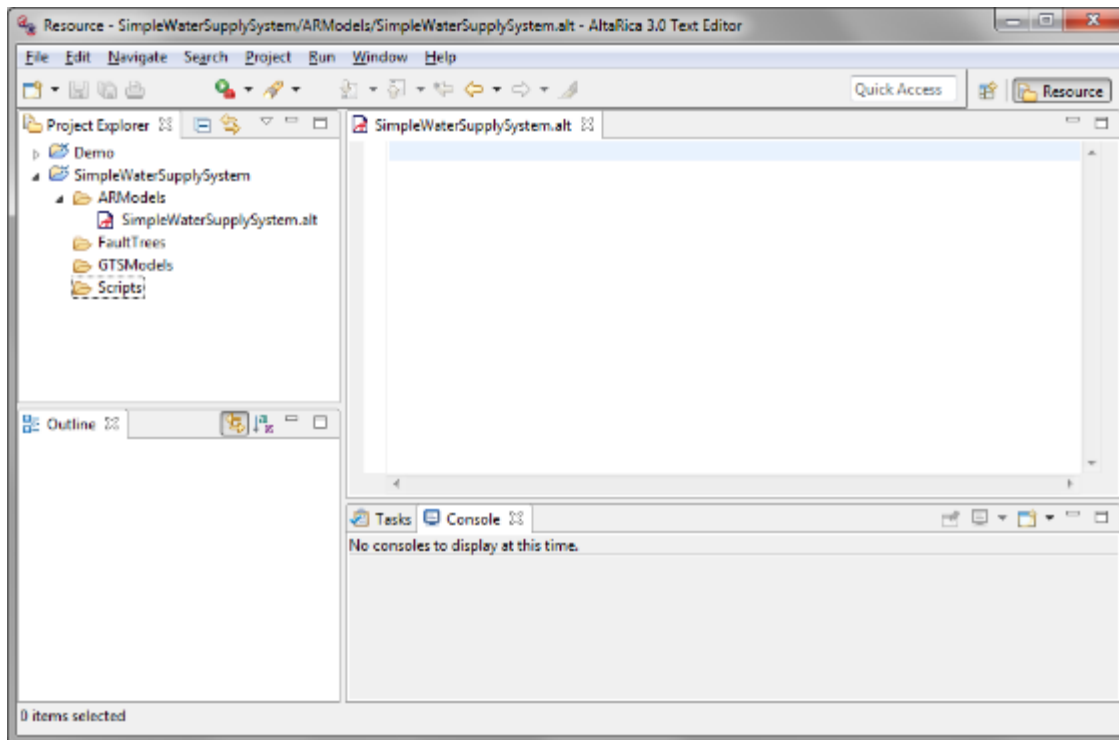 Resource - SimpleWaterSupplySystem/ARModels/SimpleWaterSupplySystem.alt - AltaRica 3.0 Text Editor
File Edit Navigate Search Project Run Window Help
Quick Access
Resource
Project Explorer
Demo
SimpleWaterSupplySystem
ARModels
SimpleWaterSupplySystem.alt
FaultTrees
GTSModels
Scripts
SimpleWaterSupplySystem.alt
Outline
Tasks Console
No consoles to display at this time.
0 items selected